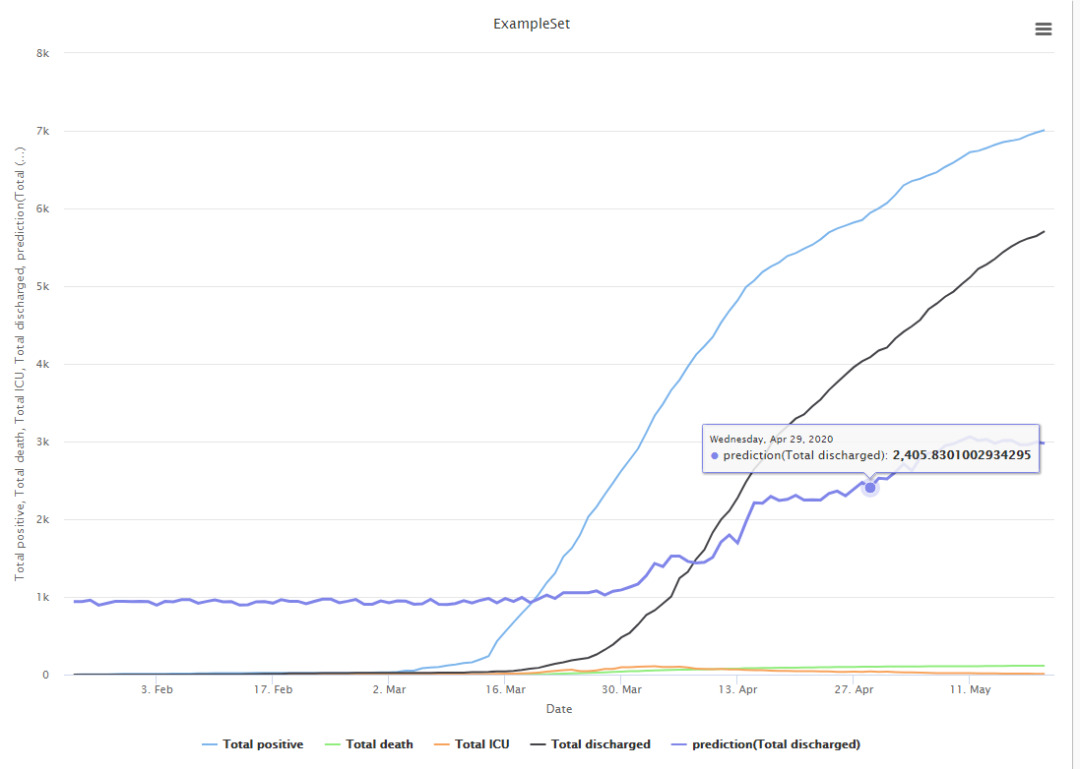 ExampleSet
8k
7k
6k
5k
4k
3k
2k
1k
0
Total positive, Total death, Total ICU, Total discharged, prediction(Total (...)
Wednesday, Apr 29, 2020
prediction(Total discharged): 2,405.8301002934295
3. Feb 17. Feb 2. Mar 16. Mar 30. Mar 13. Apr 27. Apr 11. May
Date
Total positive Total death Total ICU Total discharged prediction(Total discharged)